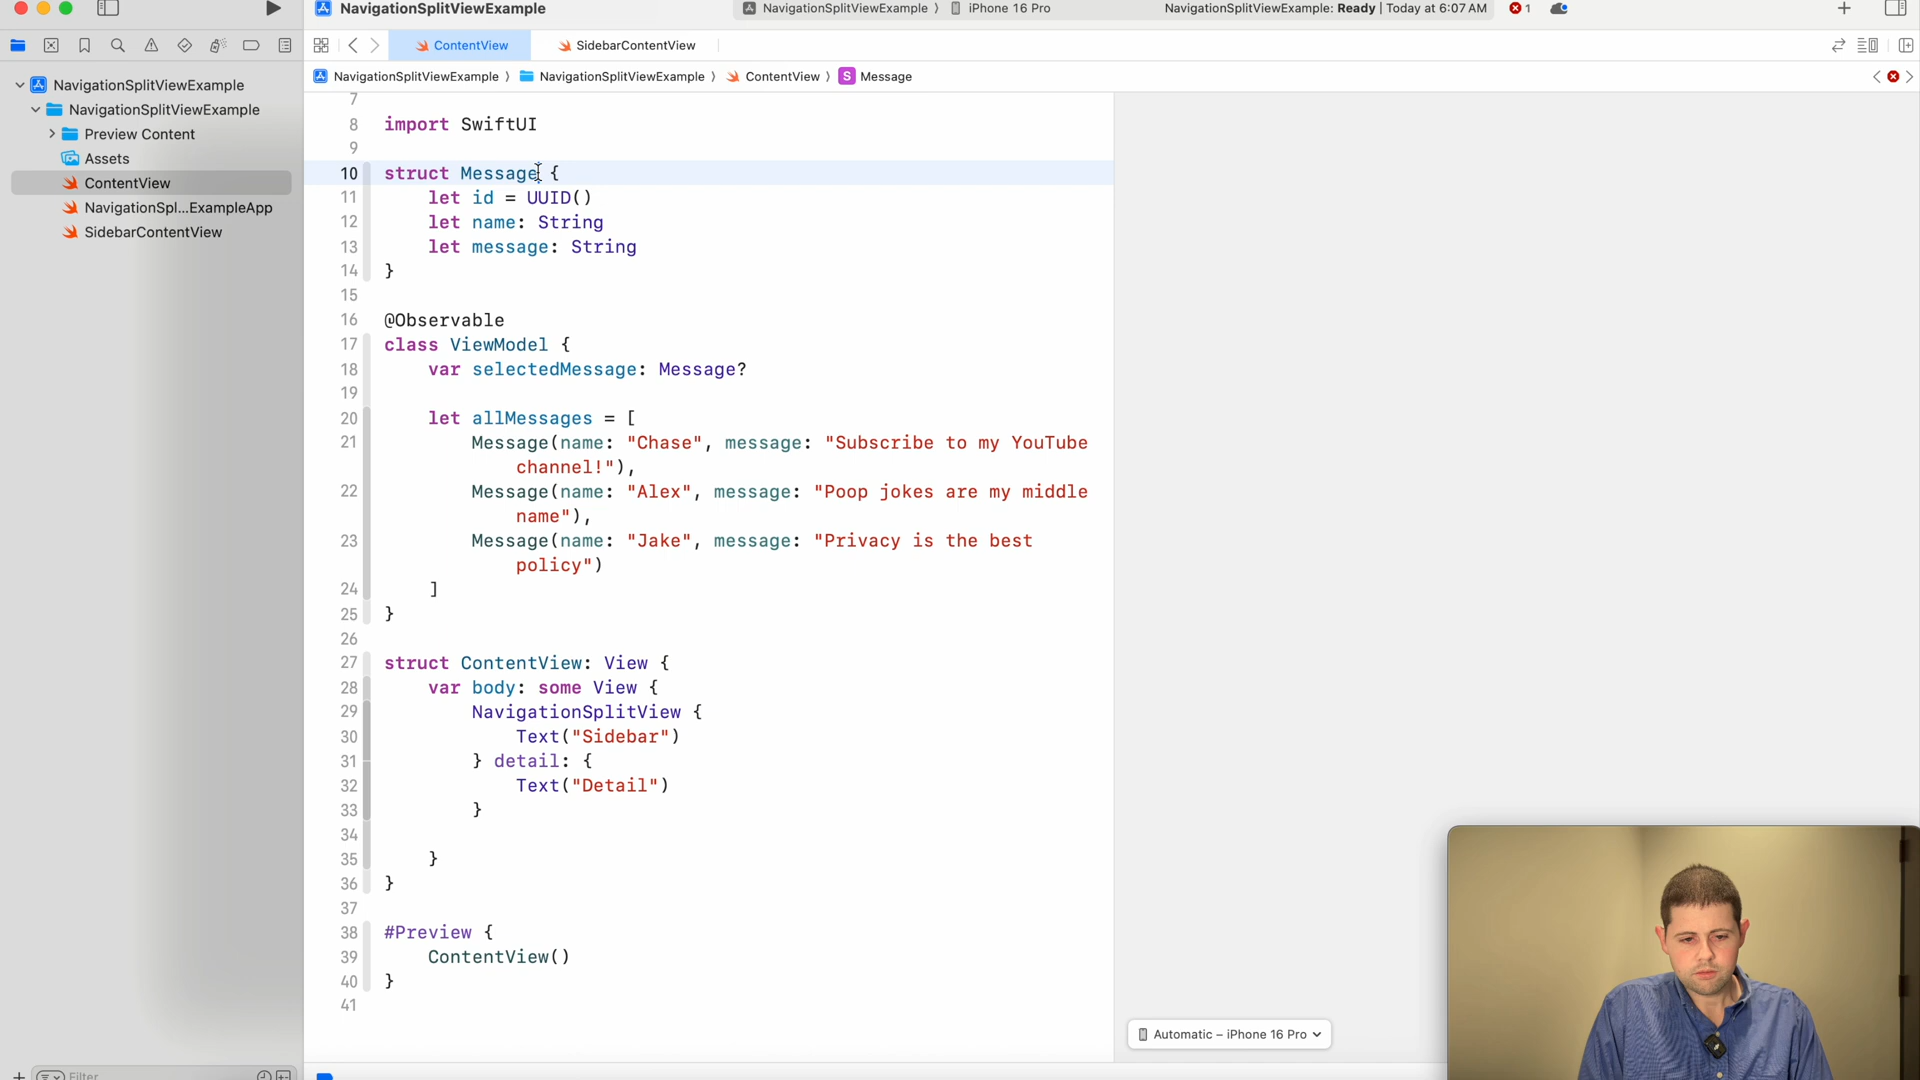 NavigationSplitViewExample
NavigationSplitViewExample 〉 iPhone 16 Pro
NavigationSplitViewExample: Ready | Today at 6:07 AM
1
ContentView
SidebarContentView
NavigationSplitViewExample 〉 NavigationSplitViewExample 〉 ContentView 〉 S Message
NavigationSplitViewExample
NavigationSplitViewExample
Preview Content
Assets
ContentView
NavigationSpl...ExampleApp
SidebarContentView
7
8 import SwiftUI
9
10 struct Message {
11 let id = UUID()
12 let name: String
13 let message: String
14 }
15
16 @Observable
17 class ViewModel {
18 var selectedMessage: Message?
19
20 let allMessages = [
21 Message(name: "Chase", message: "Subscribe to my YouTube
channel!"),
22 Message(name: "Alex", message: "Poop jokes are my middle
name"),
23 Message(name: "Jake", message: "Privacy is the best
policy")
24 ]
25 }
26
27 struct ContentView: View {
28 var body: some View {
29 NavigationSplitView {
30 Text("Sidebar")
31 } detail: {
32 Text("Detail")
33 }
34
35 }
36 }
37
38 #Preview {
39 ContentView()
40 }
41
Automatic – iPhone 16 Pro
Filter